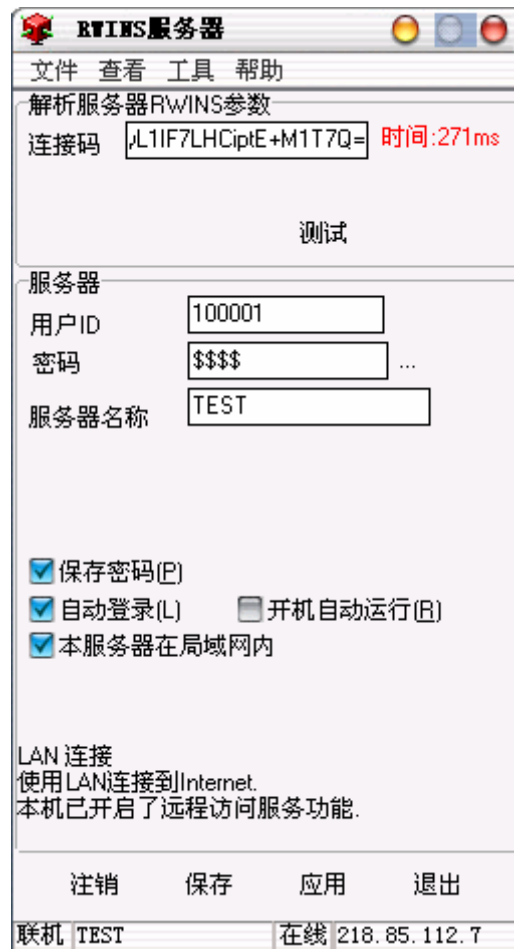 RWINS服务器
文件 查看 工具 帮助
解析服务器RWINS参数
连接码 L1IF7LHCiptE+M1T7Q= 时间:271ms
测试
服务器
用户ID 100001
密码 $$$$ ...
服务器名称 TEST
保存密码(P)
自动登录(L) 开机自动运行(R)
本服务器在局域网内
LAN 连接
使用LAN连接到Internet.
本机已开启了远程访问服务功能.
注销 保存 应用 退出
联机 TEST 在线 218.85.112.7